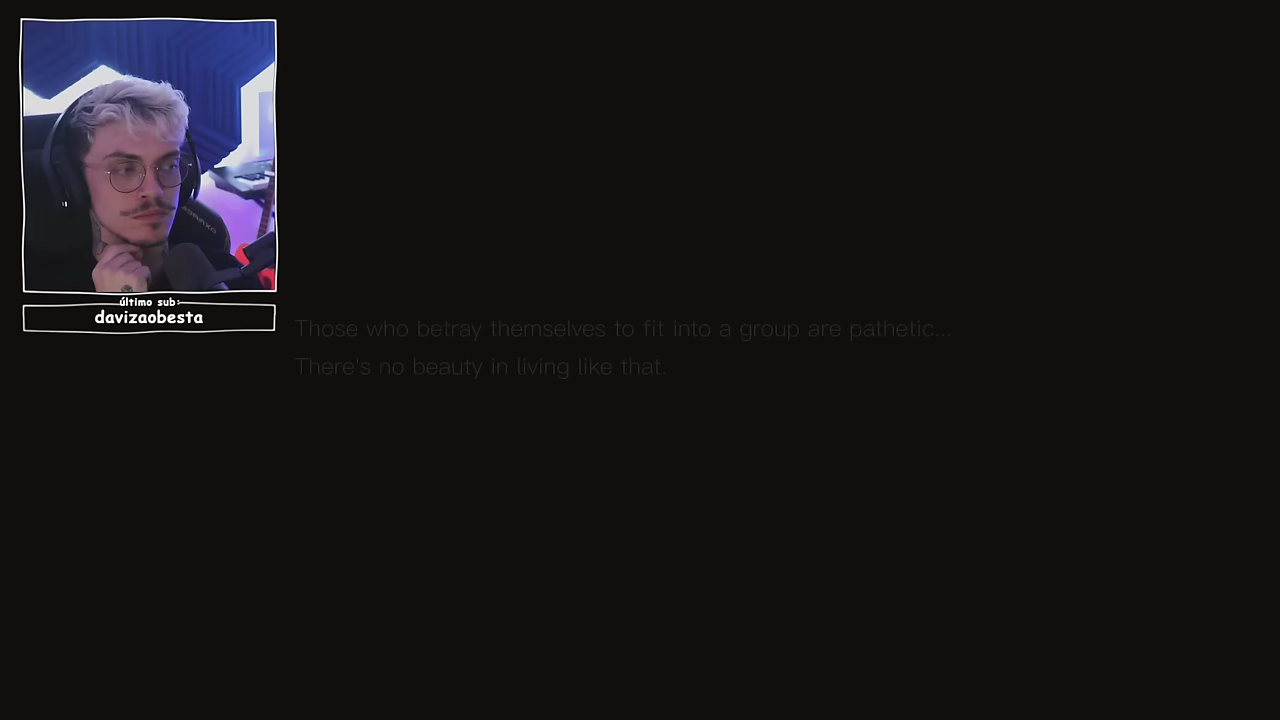 último sub:
davizaobesta
Those who betray themselves to fit into a group are pathetic...
There's no beauty in living like that.